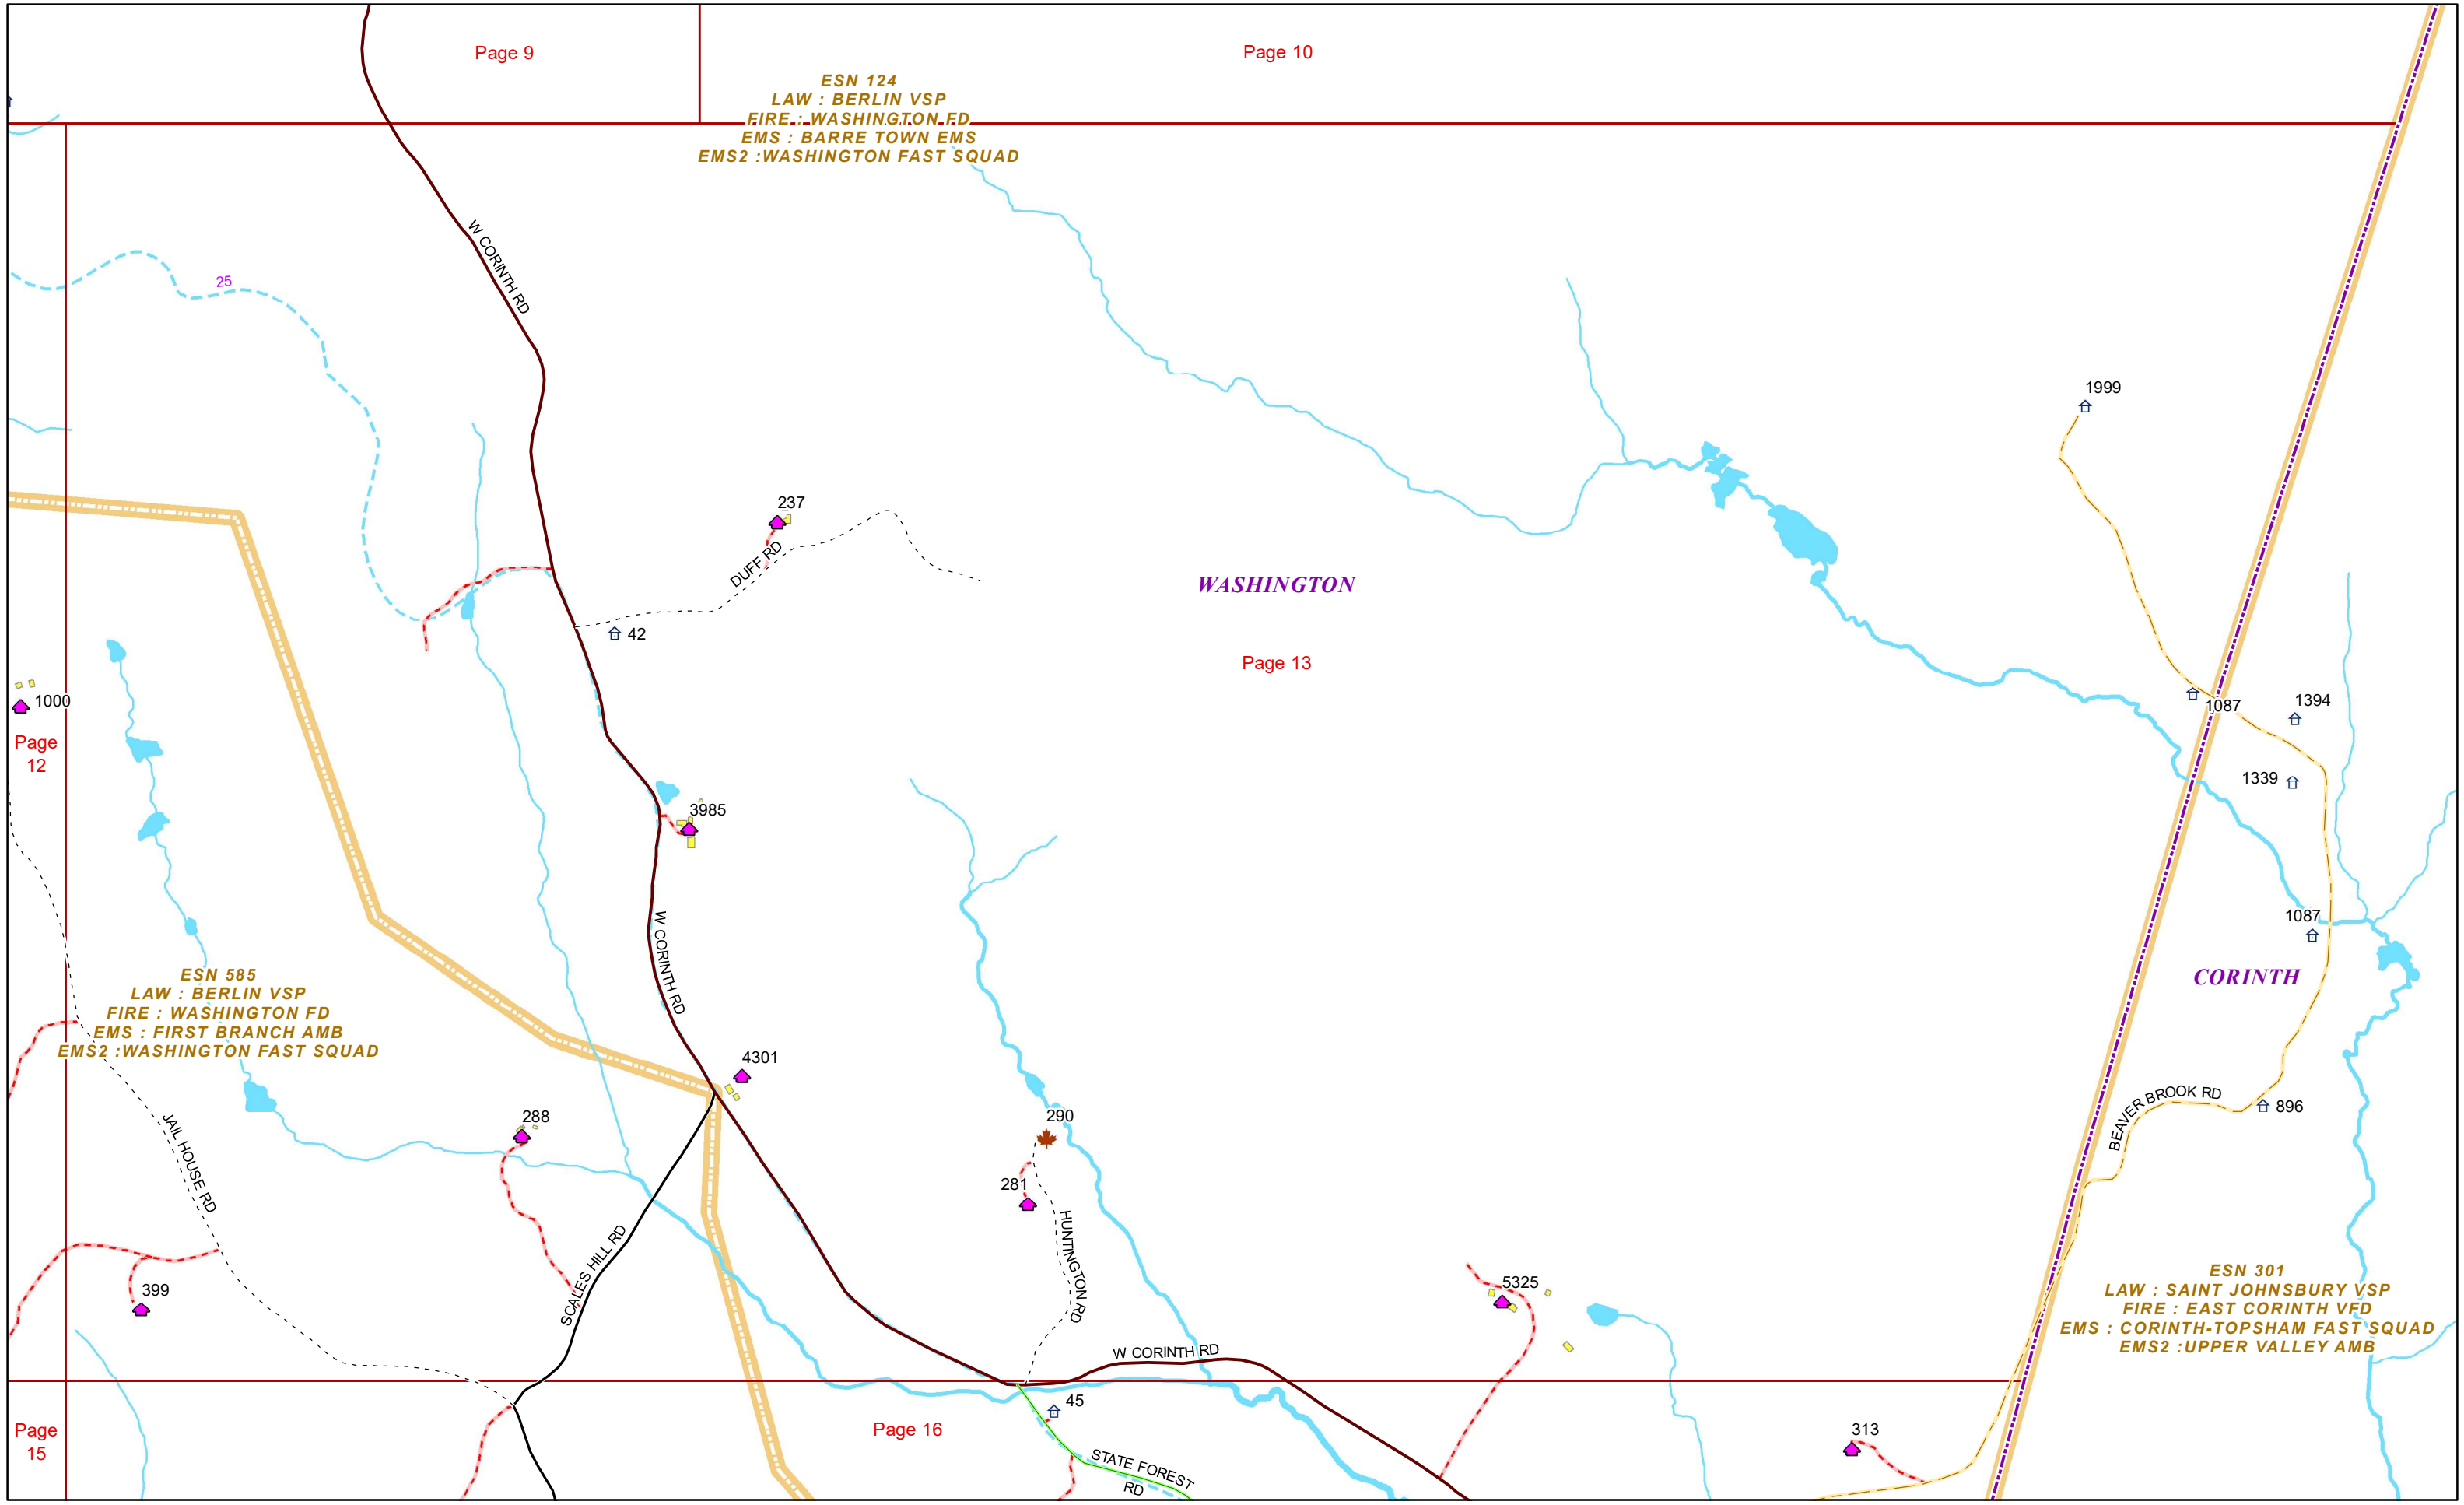 Page 9
Page 10
ESN 124
LAW : BERLIN VSP
FIRE : WASHINGTON FD
EMS : BARRE TOWN EMS
EMS2 :WASHINGTON FAST SQUAD
W CORINTH RD
25
1999
237
DUFF RD
WASHINGTON
42
Page 13
1000
1087
1394
Page
12
1339
3985
1087
W CORINTH RD
ESN 585
LAW : BERLIN VSP
FIRE : WASHINGTON FD
EMS : FIRST BRANCH AMB
EMS2 :WASHINGTON FAST SQUAD
CORINTH
4301
BEAVER BROOK RD
896
288
290
JAIL HOUSE RD
281
HUNTINGTON RD
SCALES HILL RD
399
5325
ESN 301
LAW : SAINT JOHNSBURY VSP
FIRE : EAST CORINTH VFD
EMS : CORINTH-TOPSHAM FAST SQUAD
EMS2 :UPPER VALLEY AMB
W CORINTH RD
45
Page
15
Page 16
313
STATE FOREST
RD